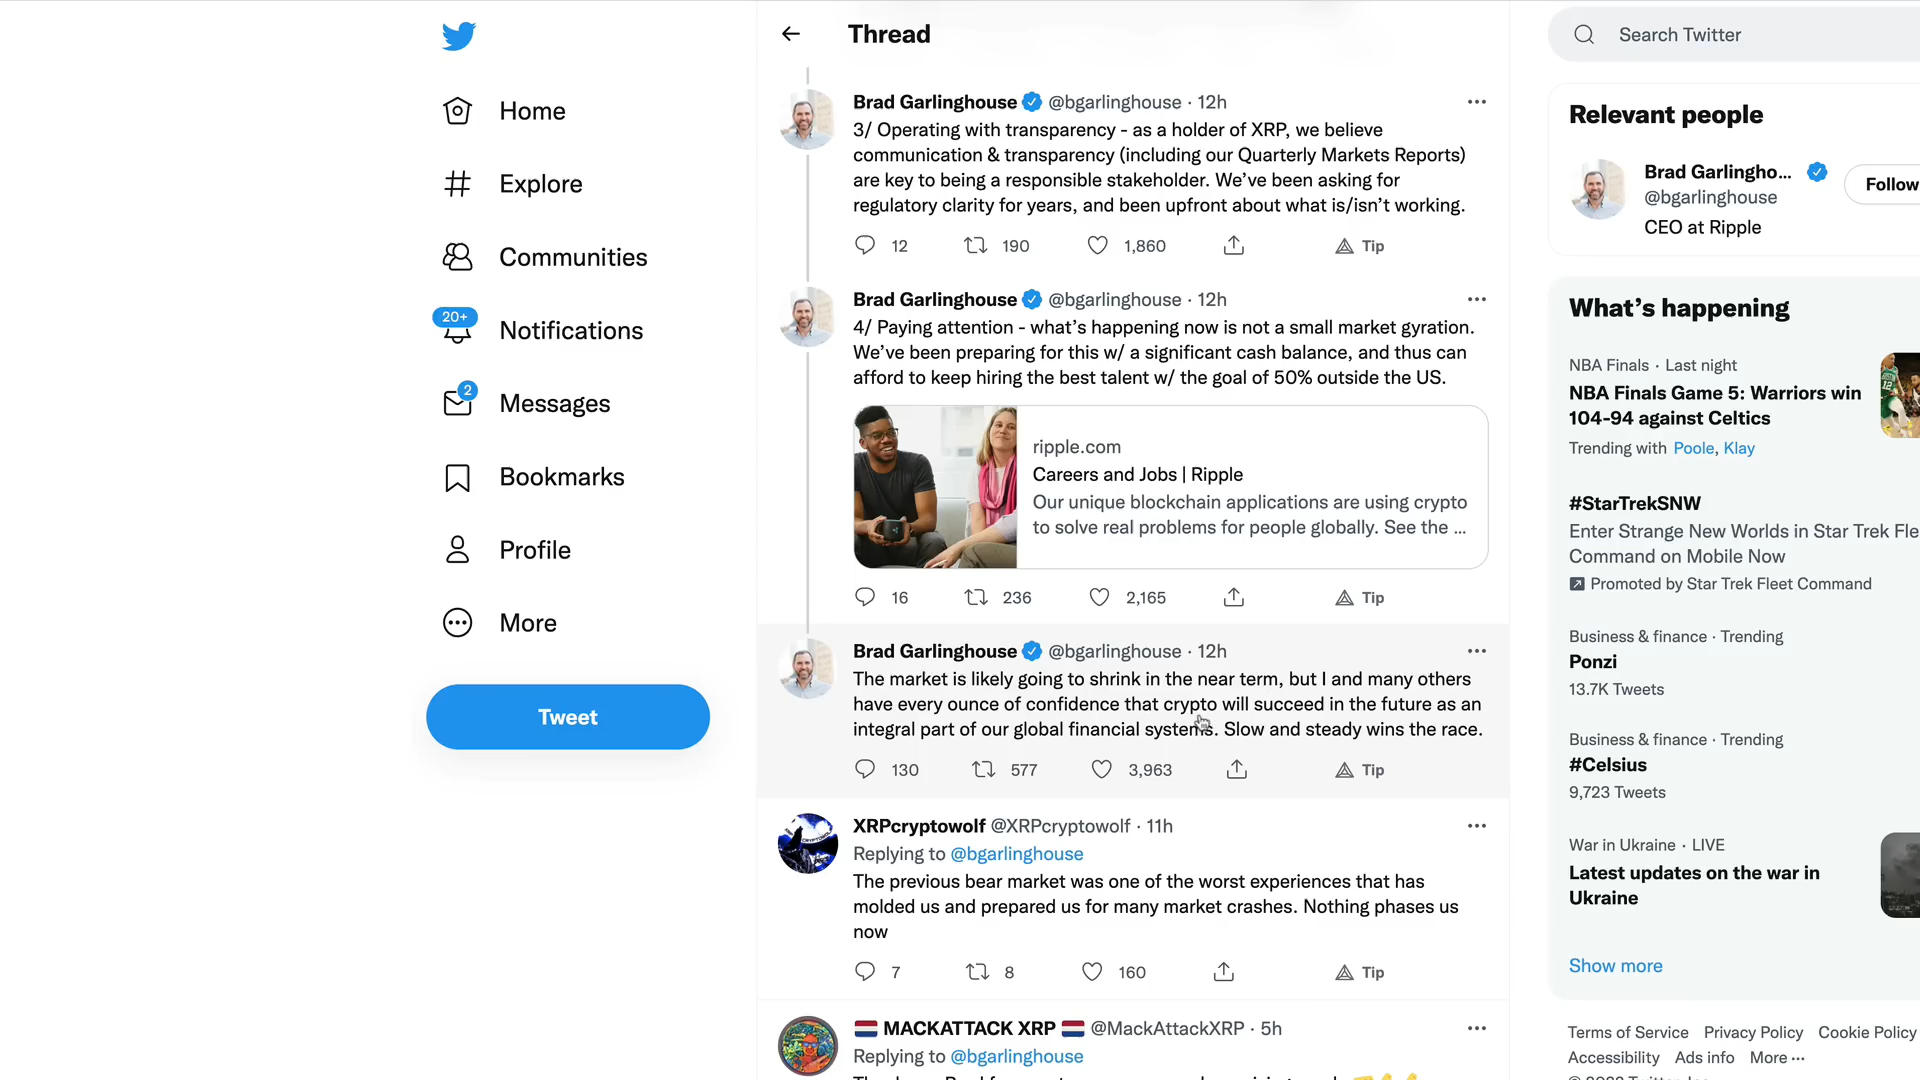 Thread
Search Twitter
Home
Explore
Communities
20+
Notifications
2
Messages
Bookmarks
Profile
More
Tweet
Brad Garlinghouse @bgarlinghouse · 12h
3/ Operating with transparency - as a holder of XRP, we believe
communication & transparency (including our Quarterly Markets Reports)
are key to being a responsible stakeholder. We've been asking for
regulatory clarity for years, and been upfront about what is/isn't working.
12 190 1,860 Tip
Brad Garlinghouse @bgarlinghouse · 12h
4/ Paying attention - what's happening now is not a small market gyration.
We've been preparing for this w/ a significant cash balance, and thus can
afford to keep hiring the best talent w/ the goal of 50% outside the US.
ripple.com
Careers and Jobs | Ripple
Our unique blockchain applications are using crypto
to solve real problems for people globally. See the ...
16 236 2,165 Tip
Brad Garlinghouse @bgarlinghouse · 12h
The market is likely going to shrink in the near term, but I and many others
have every ounce of confidence that crypto will succeed in the future as an
integral part of our global financial systems. Slow and steady wins the race.
130 577 3,963 Tip
XRPcryptowolf @XRPcryptowolf · 11h
Replying to @bgarlinghouse
The previous bear market was one of the worst experiences that has
molded us and prepared us for many market crashes. Nothing phases us
now
7 8 160 Tip
MACKATTACK XRP @MackAttackXRP · 5h
Replying to @bgarlinghouse
Relevant people
Brad Garlingho...
@bgarlinghouse
CEO at Ripple
Follow
What's happening
NBA Finals · Last night
NBA Finals Game 5: Warriors win
104-94 against Celtics
Trending with Poole, Klay
#StarTrekSNW
Enter Strange New Worlds in Star Trek Fle
Command on Mobile Now
Promoted by Star Trek Fleet Command
Business & finance · Trending
Ponzi
13.7K Tweets
Business & finance · Trending
#Celsius
9,723 Tweets
War in Ukraine · LIVE
Latest updates on the war in
Ukraine
Show more
Terms of Service Privacy Policy Cookie Policy
Accessibility Ads info More ...